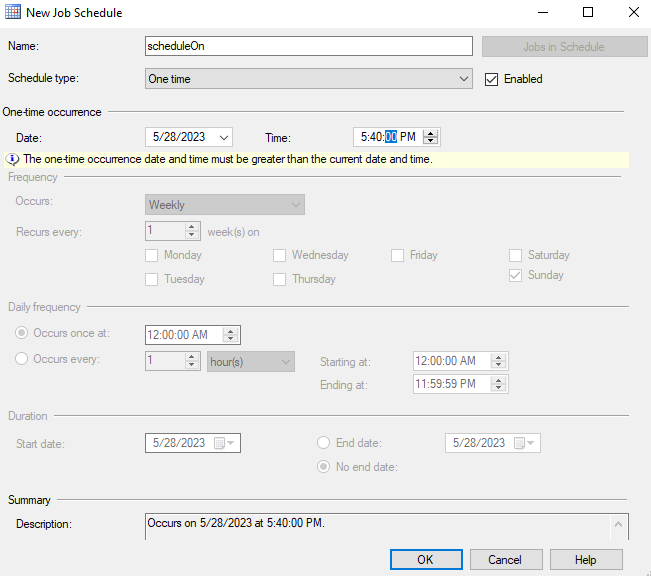 New Job Schedule
Name: scheduleOn Jobs in Schedule
Schedule type: One time Enabled
One-time occurrence
Date: 5/28/2023 Time: 5:40:00 PM
The one-time occurrence date and time must be greater than the current date and time.
Frequency
Occurs: Weekly
Recurs every: 1 week(s) on
Monday Wednesday Friday Saturday
Tuesday Thursday Sunday
Daily frequency
Occurs once at: 12:00:00 AM
Occurs every: 1 hour(s) Starting at: 12:00:00 AM
Ending at: 11:59:59 PM
Duration
Start date: 5/28/2023 End date: 5/28/2023
No end date:
Summary
Description: Occurs on 5/28/2023 at 5:40:00 PM.
OK Cancel Help